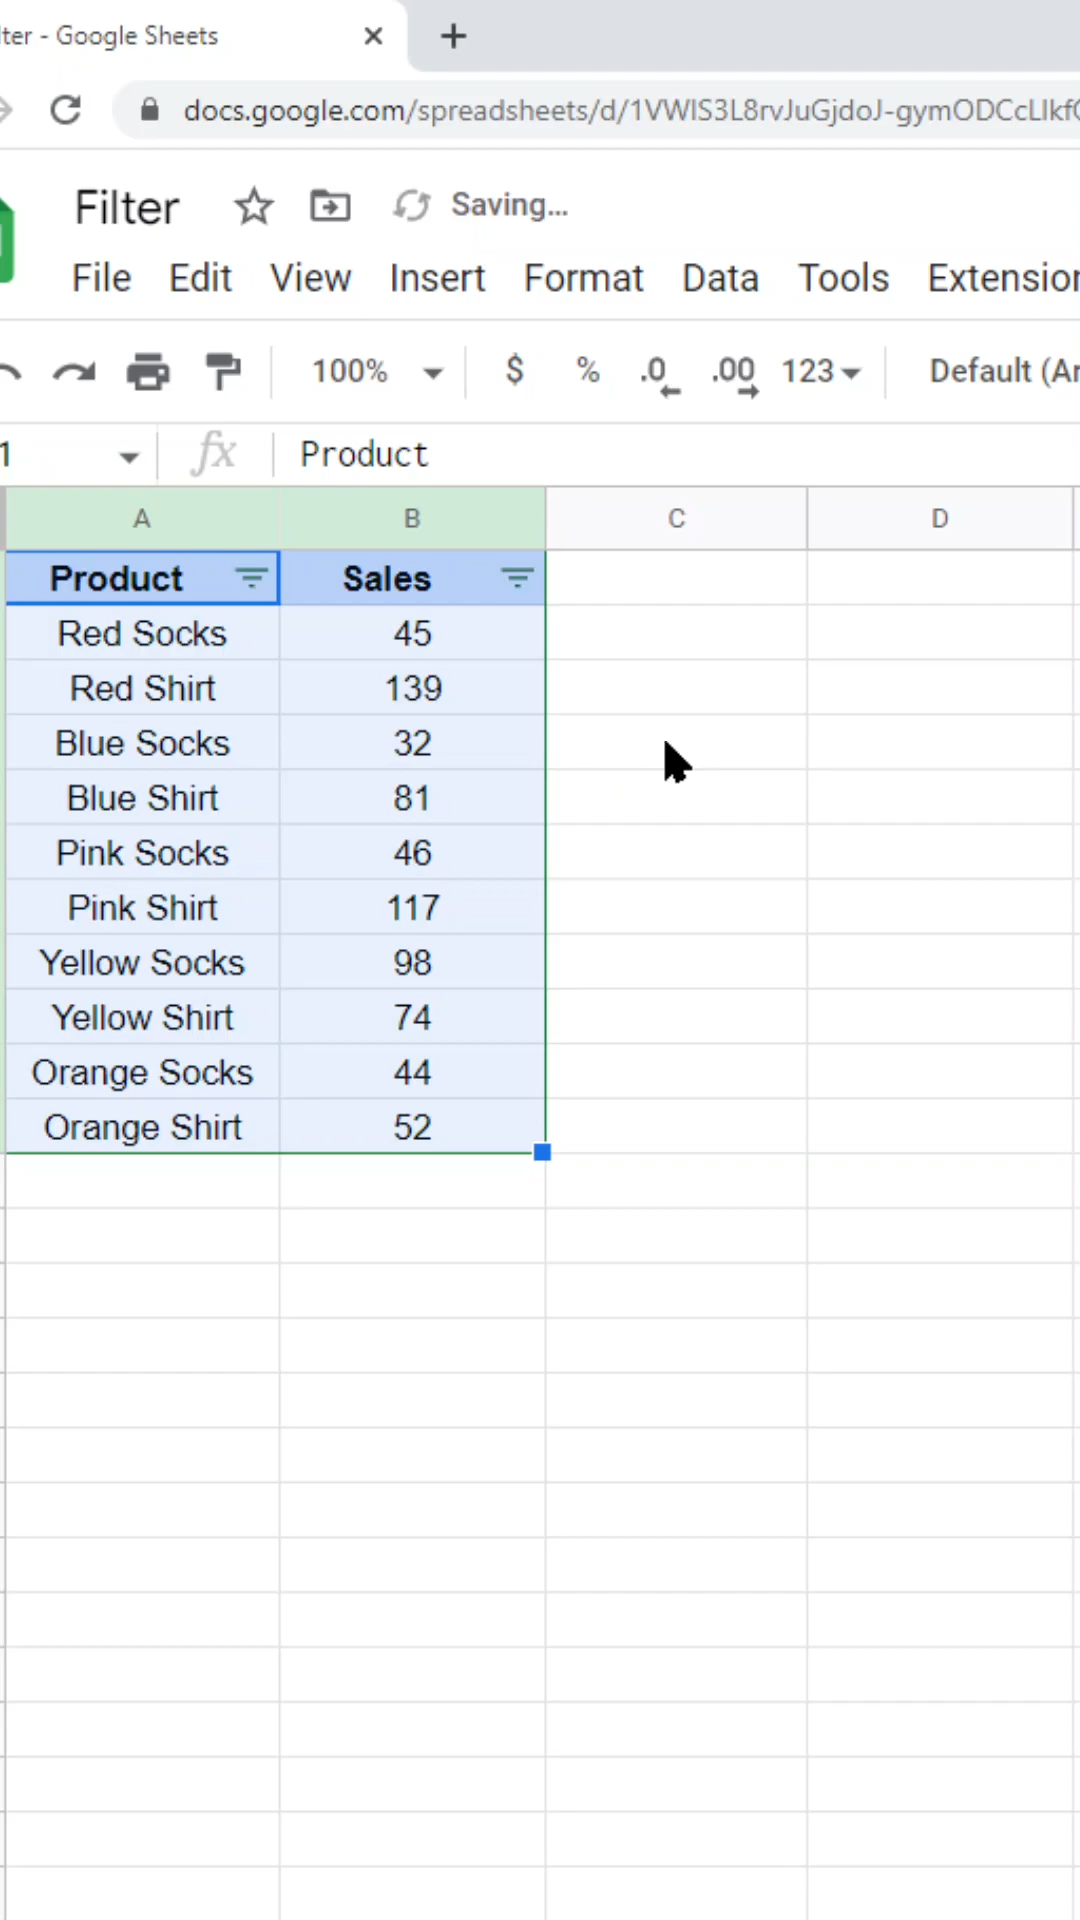 lter - Google Sheets
docs.google.com/spreadsheets/d/1VWIS3L8rvJuGjdoJ-gymODCcLIkf
Filter Saving...
File Edit View Insert Format Data Tools Extension
100% $ % .0 .00 123 Default (Ar
1 fx Product
A B C D
Product Sales
Red Socks 45
Red Shirt 139
Blue Socks 32
Blue Shirt 81
Pink Socks 46
Pink Shirt 117
Yellow Socks 98
Yellow Shirt 74
Orange Socks 44
Orange Shirt 52